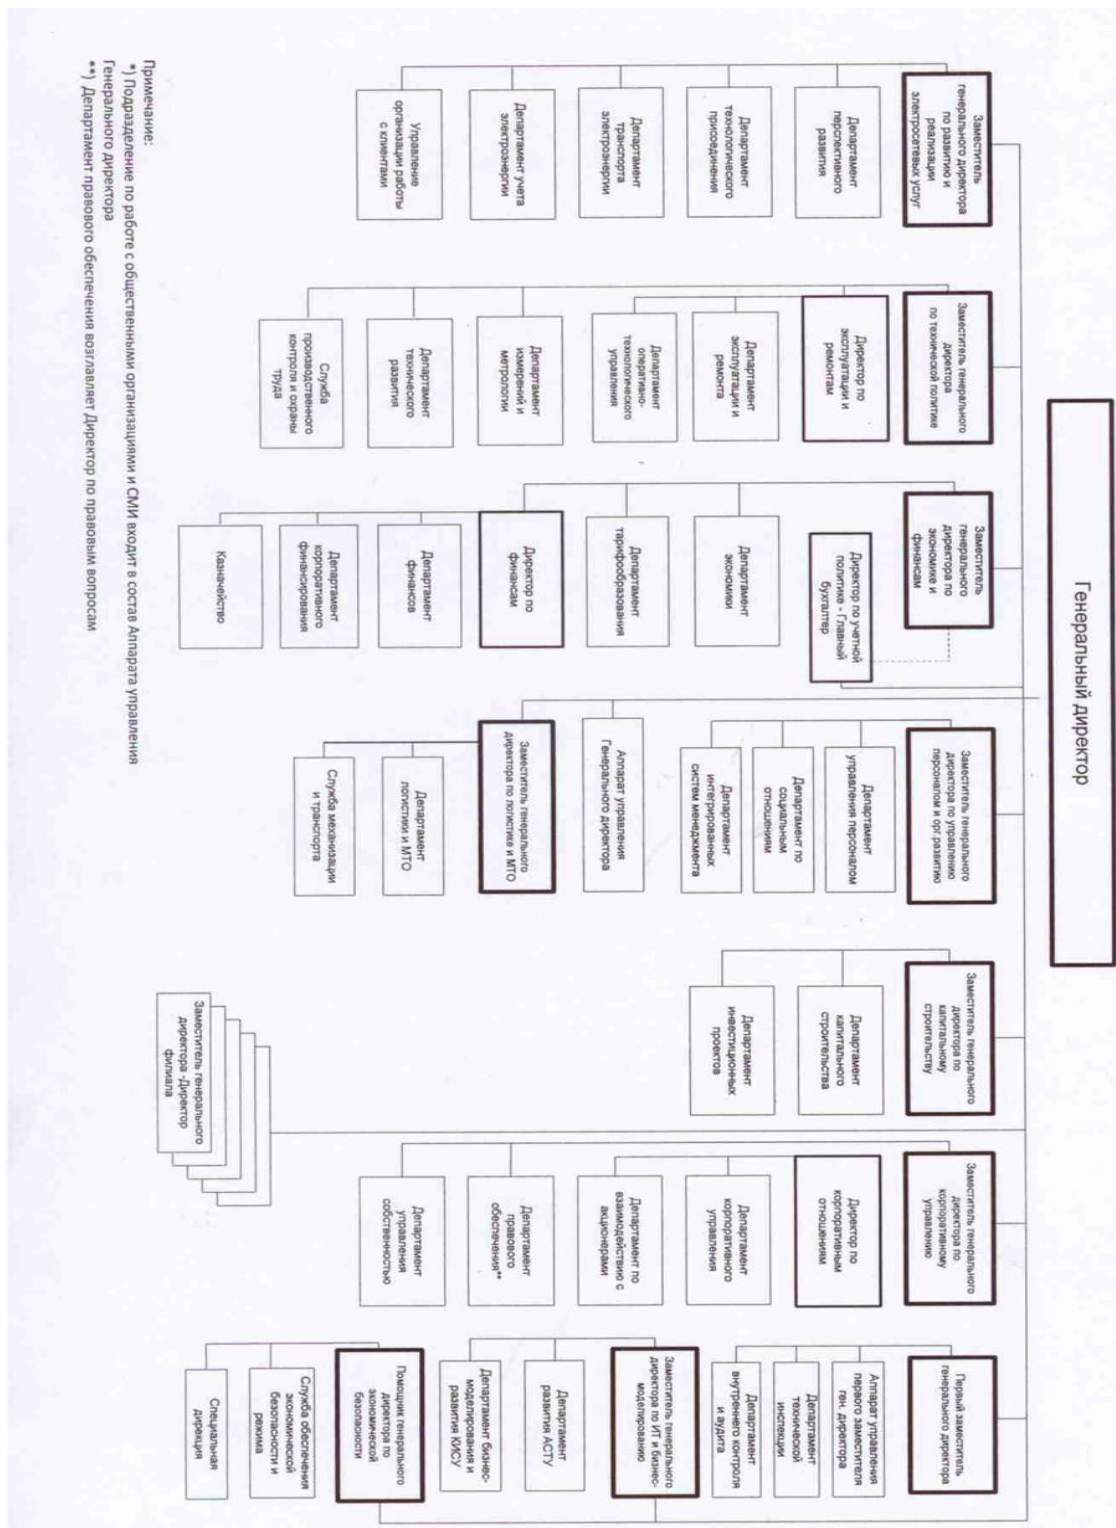 Генеральный директор
Заместитель
генерального директора
по развитию и
реализации
электросетевых услуг
Департамент
перспективного
развития
Департамент
технологического
присоединения
Департамент
транспорта
электроэнергии
Департамент учета
электроэнергии
Управление
организации работы
с клиентами
Заместитель генерального
директора
по технической политике
Директор по
эксплуатации и
ремонтам
Департамент
эксплуатации и
ремонта
Департамент
оперативно-
технологического
управления
Департамент
измерений и
метрологии
Департамент
технического
развития
Служба
производственного
контроля и охраны
труда
Заместитель
генерального
директора по
экономике и
финансам
Директор по учетной
политике - Главный
бухгалтер
Департамент
экономики
Департамент
тарифообразования
Директор по
финансам
Департамент
финансов
Департамент
корпоративного
финансирования
Казначейство
Заместитель генерального
директора по управлению
персоналом и орг.развитию
Департамент
управления персоналом
Департамент по
социальным
отношениям
Департамент
интегрированных
систем менеджмента
Аппарат управления
Генерального директора
Заместитель генерального
директора по логистике и МТО
Департамент
логистики и МТО
Служба механизации
и транспорта
Заместитель генерального
директора по
капитальному
строительству
Департамент
капитального
строительства
Департамент
инвестиционных
проектов
Заместитель генерального
директора -Директор
филиала
Заместитель генерального
директора по
корпоративному
управлению
Директор по
корпоративным
отношениям
Департамент
корпоративного
управления
Департамент по
взаимодействию с
акционерами
Департамент
правового
обеспечения**
Департамент
управления
собственностью
Первый заместитель
генерального директора
Аппарат управления
первого заместителя
ген. директора
Департамент
технической
инспекции
Департамент
внутреннего контроля
и аудита
Заместитель генерального
директора по ИТ и бизнес-
моделированию
Департамент
развития АСТУ
Департамент бизнес-
моделирования и
развития КИСУ
Помощник генерального
директора по
экономической
безопасности
Служба обеспечения
экономической
безопасности и
режима
Специальная
дирекция
Примечание:
*) Подразделение по работе с общественными организациями и СМИ входит в состав Аппарата управления
Генерального директора
**) Департамент правового обеспечения возглавляет Директор по правовым вопросам